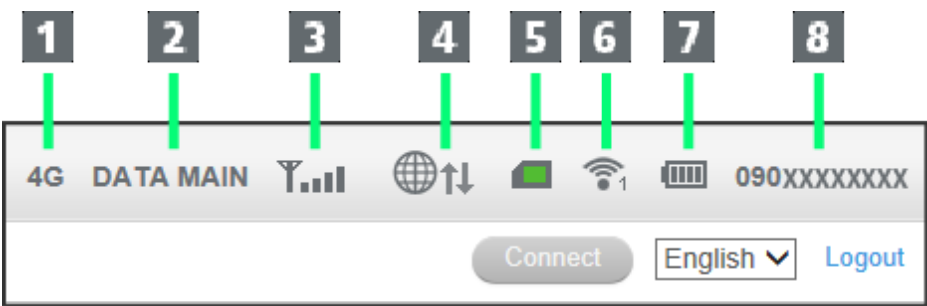 1 2 3 4 5 6 7 8
4G DATA MAIN 1 090XXXXXXXX
Connect English Logout